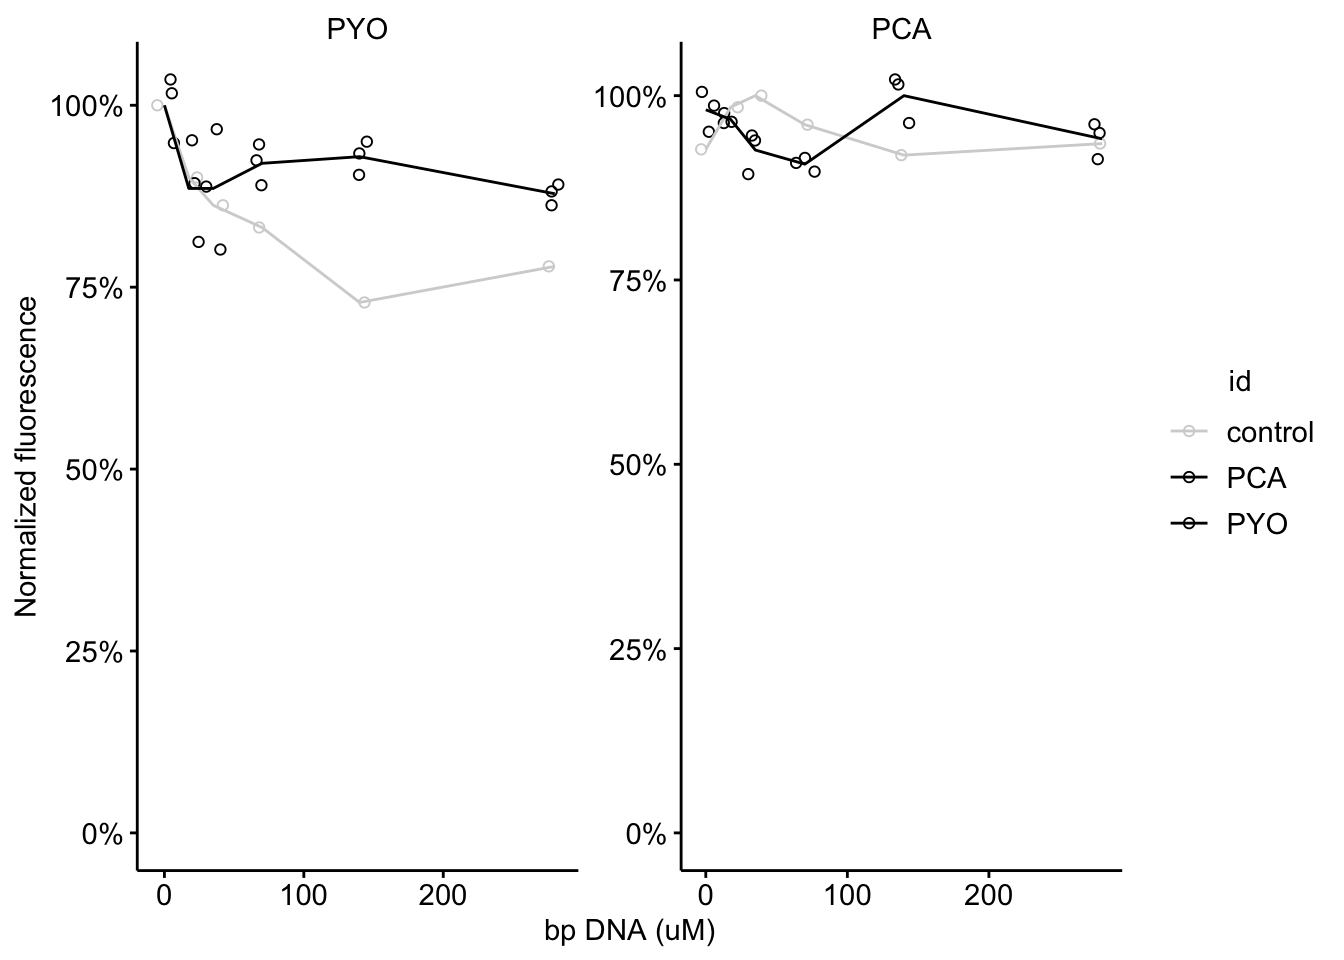 PYO
PCA
100%
75%
50%
25%
0%
100%
75%
50%
25%
0%
Normalized fluorescence
0 100 200
0 100 200
bp DNA (uM)
id
control
PCA
PYO